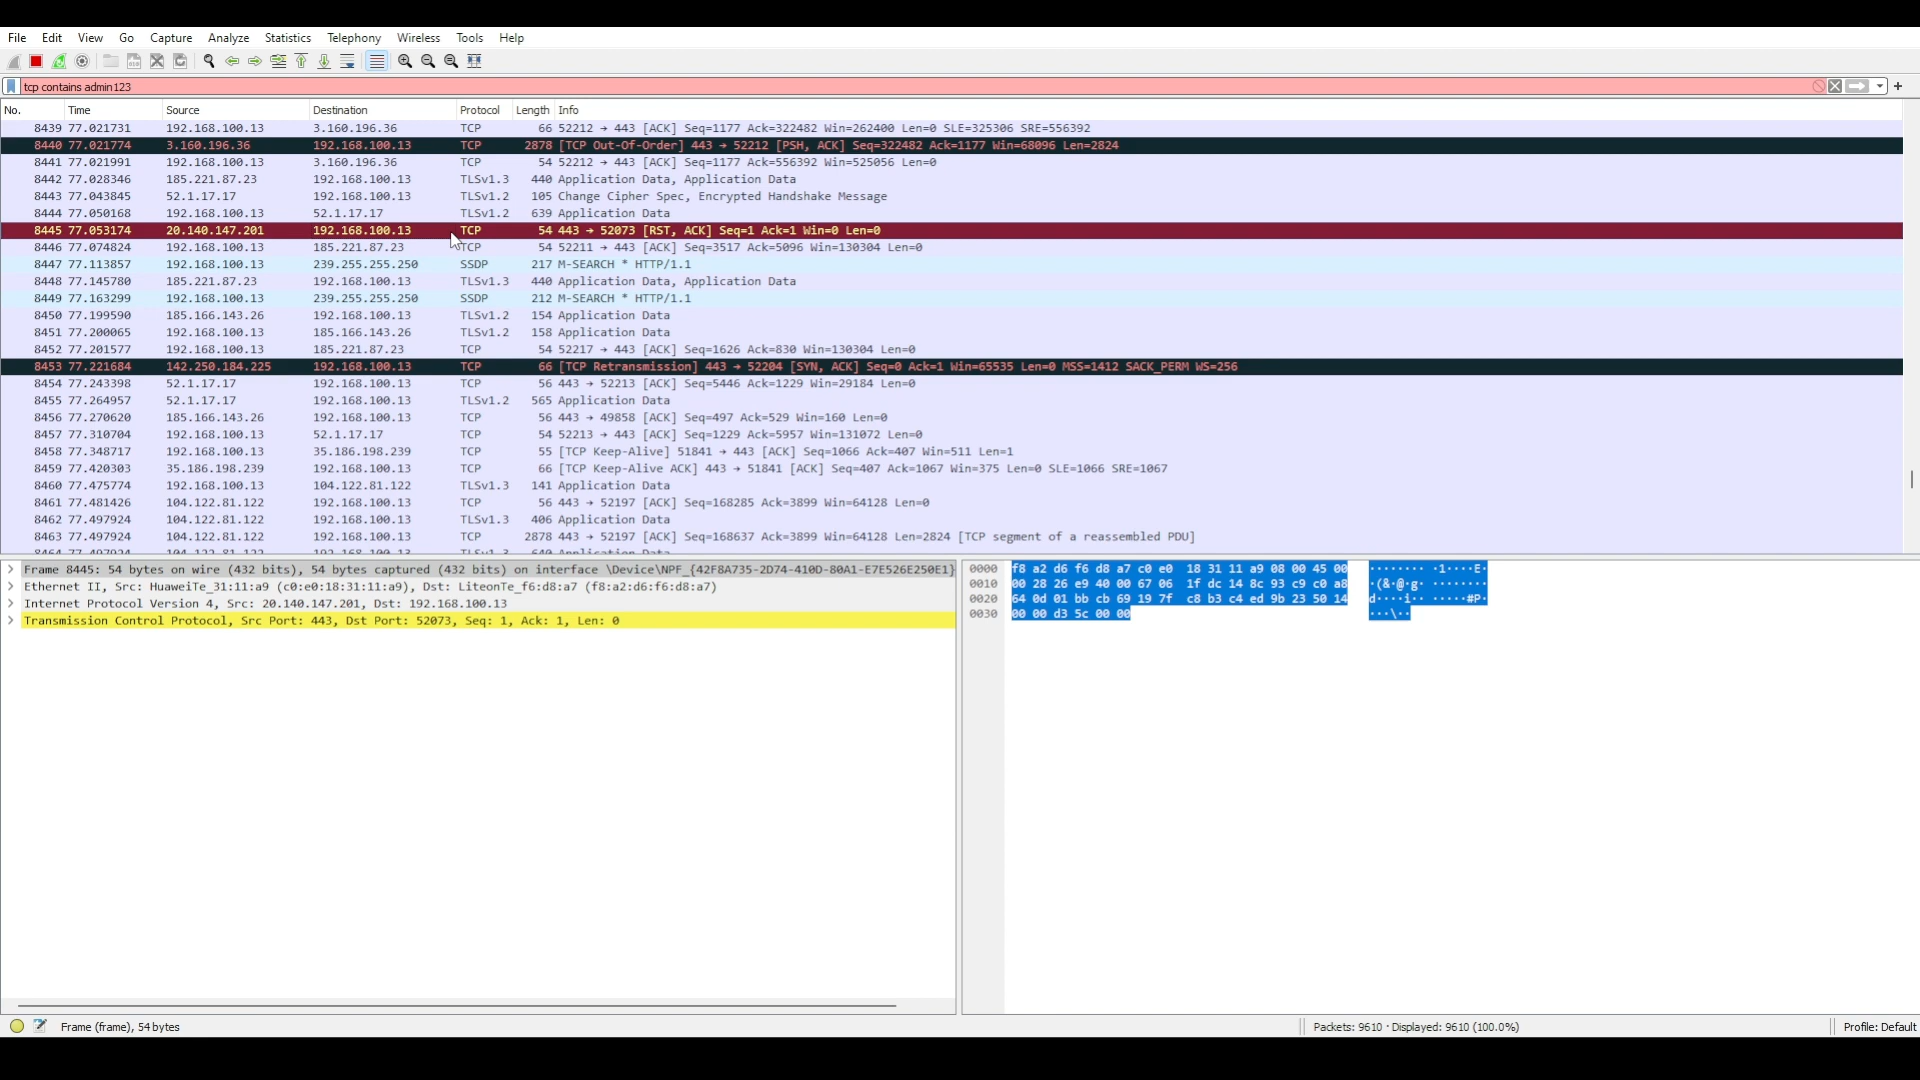 File Edit View Go Capture Analyze Statistics Telephony Wireless Tools Help
tcp contains admin123
No. Time Source Destination Protocol Length Info
8439 77.021731 192.168.100.13 3.160.196.36 TCP 66 52212 → 443 [ACK] Seq=1177 Ack=322482 Win=262400 Len=0 SLE=325306 SRE=556392
8440 77.021774 3.160.196.36 192.168.100.13 TCP 2878 [TCP Out-Of-Order] 443 → 52212 [PSH, ACK] Seq=322482 Ack=1177 Win=68096 Len=2824
8441 77.021991 192.168.100.13 3.160.196.36 TCP 54 52212 → 443 [ACK] Seq=1177 Ack=556392 Win=525056 Len=0
8442 77.028346 185.221.87.23 192.168.100.13 TLSv1.3 440 Application Data, Application Data
8443 77.043845 52.1.17.17 192.168.100.13 TLSv1.2 105 Change Cipher Spec, Encrypted Handshake Message
8444 77.050168 192.168.100.13 52.1.17.17 TLSv1.2 639 Application Data
8445 77.053174 20.140.147.201 192.168.100.13 TCP 54 443 → 52073 [RST, ACK] Seq=1 Ack=1 Win=0 Len=0
8446 77.074824 192.168.100.13 185.221.87.23 TCP 54 52211 → 443 [ACK] Seq=3517 Ack=5096 Win=130304 Len=0
8447 77.113857 192.168.100.13 239.255.255.250 SSDP 217 M-SEARCH * HTTP/1.1
8448 77.145780 185.221.87.23 192.168.100.13 TLSv1.3 440 Application Data, Application Data
8449 77.163299 192.168.100.13 239.255.255.250 SSDP 212 M-SEARCH * HTTP/1.1
8450 77.199590 185.166.143.26 192.168.100.13 TLSv1.2 154 Application Data
8451 77.200065 192.168.100.13 185.166.143.26 TLSv1.2 158 Application Data
8452 77.201577 192.168.100.13 185.221.87.23 TCP 54 52217 → 443 [ACK] Seq=1626 Ack=830 Win=130304 Len=0
8453 77.221684 142.250.184.225 192.168.100.13 TCP 66 [TCP Retransmission] 443 → 52204 [SYN, ACK] Seq=0 Ack=1 Win=65535 Len=0 MSS=1412 SACK_PERM WS=256
8454 77.243398 52.1.17.17 192.168.100.13 TCP 56 443 → 52213 [ACK] Seq=5446 Ack=1229 Win=29184 Len=0
8455 77.264957 52.1.17.17 192.168.100.13 TLSv1.2 565 Application Data
8456 77.270620 185.166.143.26 192.168.100.13 TCP 56 443 → 49858 [ACK] Seq=497 Ack=529 Win=160 Len=0
8457 77.310704 192.168.100.13 52.1.17.17 TCP 54 52213 → 443 [ACK] Seq=1229 Ack=5957 Win=131072 Len=0
8458 77.348717 192.168.100.13 35.186.198.239 TCP 55 [TCP Keep-Alive] 51841 → 443 [ACK] Seq=1066 Ack=407 Win=511 Len=1
8459 77.420303 35.186.198.239 192.168.100.13 TCP 66 [TCP Keep-Alive ACK] 443 → 51841 [ACK] Seq=407 Ack=1067 Win=375 Len=0 SLE=1066 SRE=1067
8460 77.475774 192.168.100.13 104.122.81.122 TLSv1.3 141 Application Data
8461 77.481426 104.122.81.122 192.168.100.13 TCP 56 443 → 52197 [ACK] Seq=168285 Ack=3899 Win=64128 Len=0
8462 77.497924 104.122.81.122 192.168.100.13 TLSv1.3 406 Application Data
8463 77.497924 104.122.81.122 192.168.100.13 TCP 2878 443 → 52197 [ACK] Seq=168637 Ack=3899 Win=64128 Len=2824 [TCP segment of a reassembled PDU]
8464 77.497924 104.122.81.122 192.168.100.13 TLSv1.3 640 Application Data
Frame 8445: 54 bytes on wire (432 bits), 54 bytes captured (432 bits) on interface \Device\NPF_{42F8A735-2D74-410D-80A1-E7E526E250E1}
Ethernet II, Src: HuaweiTe_31:11:a9 (c0:e0:18:31:11:a9), Dst: LiteonTe_f6:d8:a7 (f8:a2:d6:f6:d8:a7)
Internet Protocol Version 4, Src: 20.140.147.201, Dst: 192.168.100.13
Transmission Control Protocol, Src Port: 443, Dst Port: 52073, Seq: 1, Ack: 1, Len: 0
0000 f8 a2 d6 f6 d8 a7 c0 e0 18 31 11 a9 08 00 45 00 ········ ·1····E·
0010 00 28 26 e9 40 00 67 06 1f dc 14 8c 93 c9 c0 a8 ·(&·@·g· ········
0020 64 0d 01 bb cb 69 19 7f c8 b3 c4 ed 9b 23 50 14 d····i·· ·····#P·
0030 00 00 d3 5c 00 00 ···\··
Frame (frame), 54 bytes Packets: 9610 · Displayed: 9610 (100.0%) Profile: Default